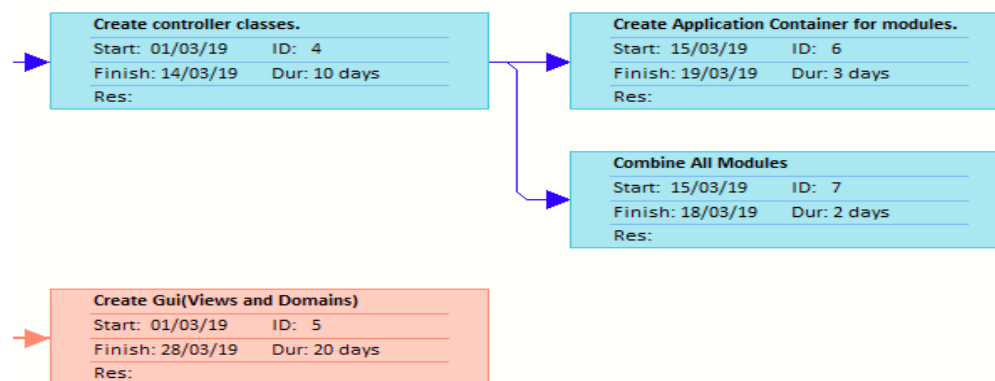 Create controller classes.
Start: 01/03/19 ID: 4
Finish: 14/03/19 Dur: 10 days
Res:
Create Application Container for modules.
Start: 15/03/19 ID: 6
Finish: 19/03/19 Dur: 3 days
Res:
Combine All Modules
Start: 15/03/19 ID: 7
Finish: 18/03/19 Dur: 2 days
Res:
Create Gui(Views and Domains)
Start: 01/03/19 ID: 5
Finish: 28/03/19 Dur: 20 days
Res: